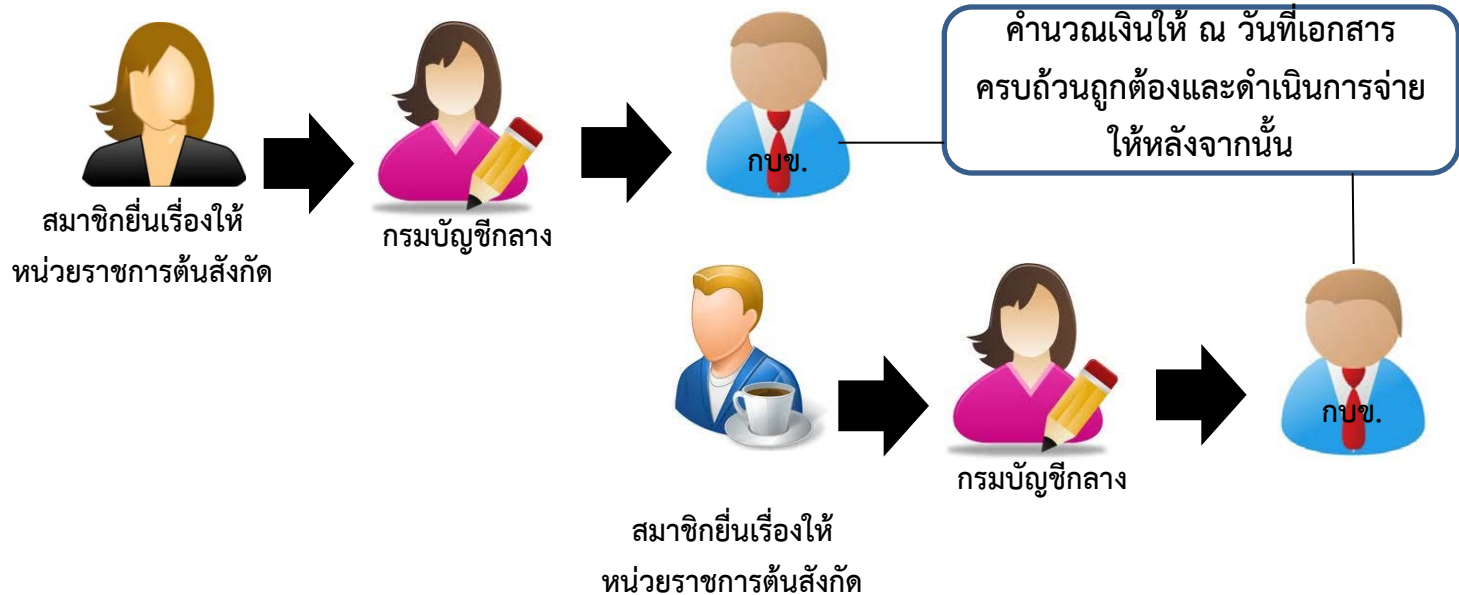 คำนวณเงินให้ ณ วันที่เอกสาร
ครบถ้วนถูกต้องและดำเนินการจ่าย
ให้หลังจากนั้น
กบข.
สมาชิกยื่นเรื่องให้
หน่วยราชการต้นสังกัด
กรมบัญชีกลาง
กบข.
กรมบัญชีกลาง
สมาชิกยื่นเรื่องให้
หน่วยราชการต้นสังกัด